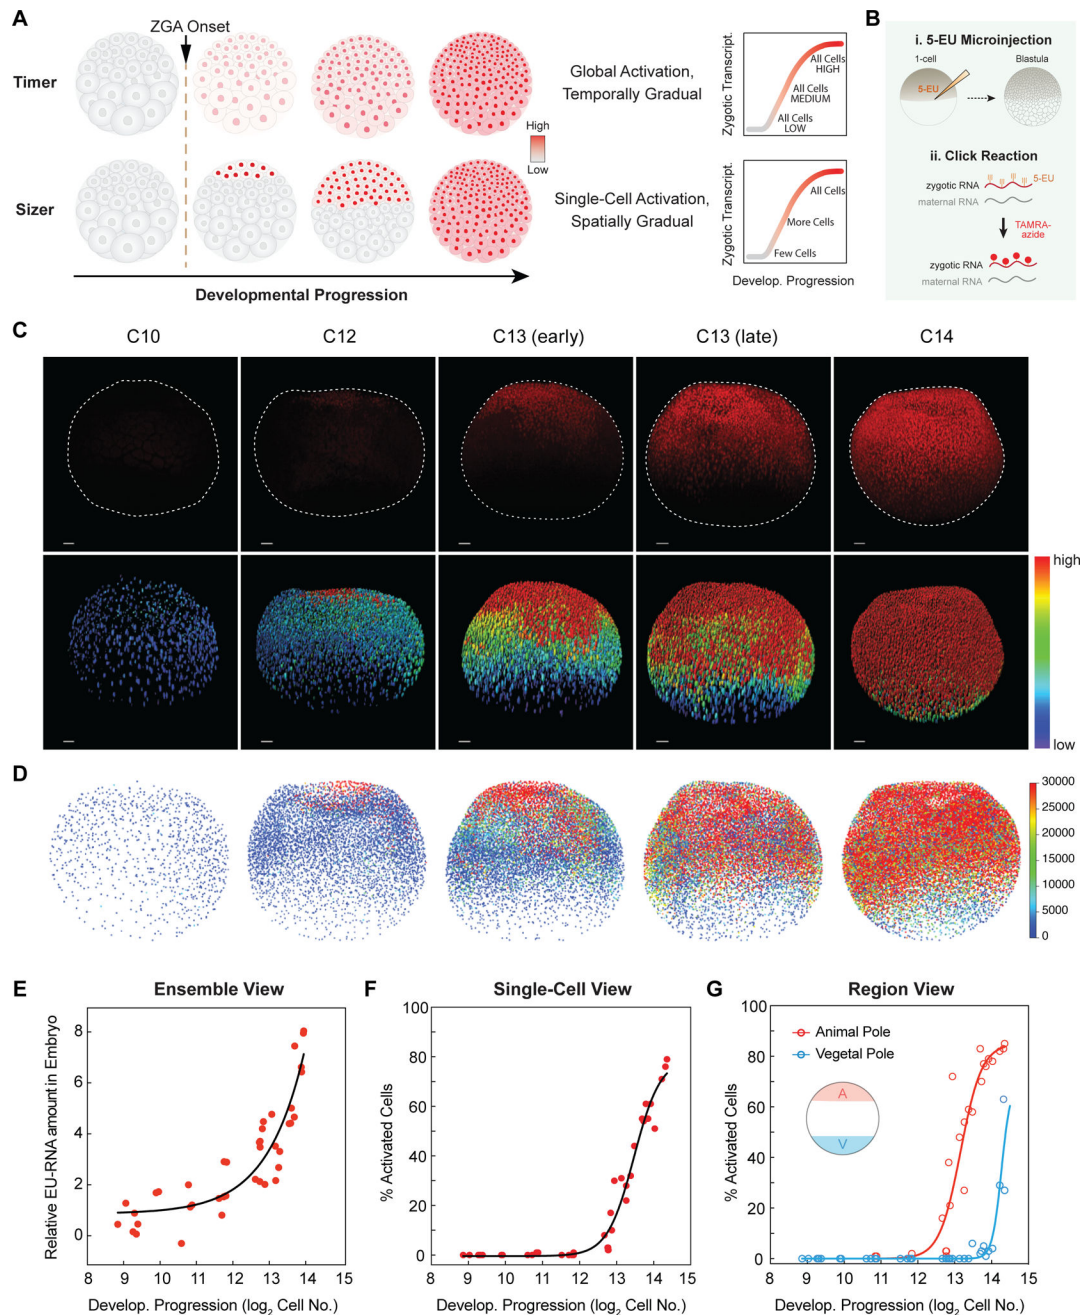 A
ZGA Onset
Timer
Global Activation,
Temporally Gradual
High
Low
Zygotic Transcript.
All Cells
HIGH
All Cells
MEDIUM
All Cells
LOW
Sizer
Single-Cell Activation,
Spatially Gradual
Zygotic Transcript.
All Cells
More Cells
Few Cells
Develop. Progression
Developmental Progression
B
i. 5-EU Microinjection
1-cell
Blastula
5-EU
ii. Click Reaction
zygotic RNA
5-EU
maternal RNA
TAMRA-
azide
zygotic RNA
maternal RNA
C
C10
C12
C13 (early)
C13 (late)
C14
high
low
D
30000
25000
20000
15000
10000
5000
0
E
Ensemble View
Relative EU-RNA amount in Embryo
8
6
4
2
0
8 9 10 11 12 13 14 15
Develop. Progression (log2 Cell No.)
F
Single-Cell View
% Activated Cells
100
80
60
40
20
0
8 9 10 11 12 13 14 15
Develop. Progression (log2 Cell No.)
G
Region View
Animal Pole
Vegetal Pole
A
V
% Activated Cells
100
80
60
40
20
0
8 9 10 11 12 13 14 15
Develop. Progression (log2 Cell No.)